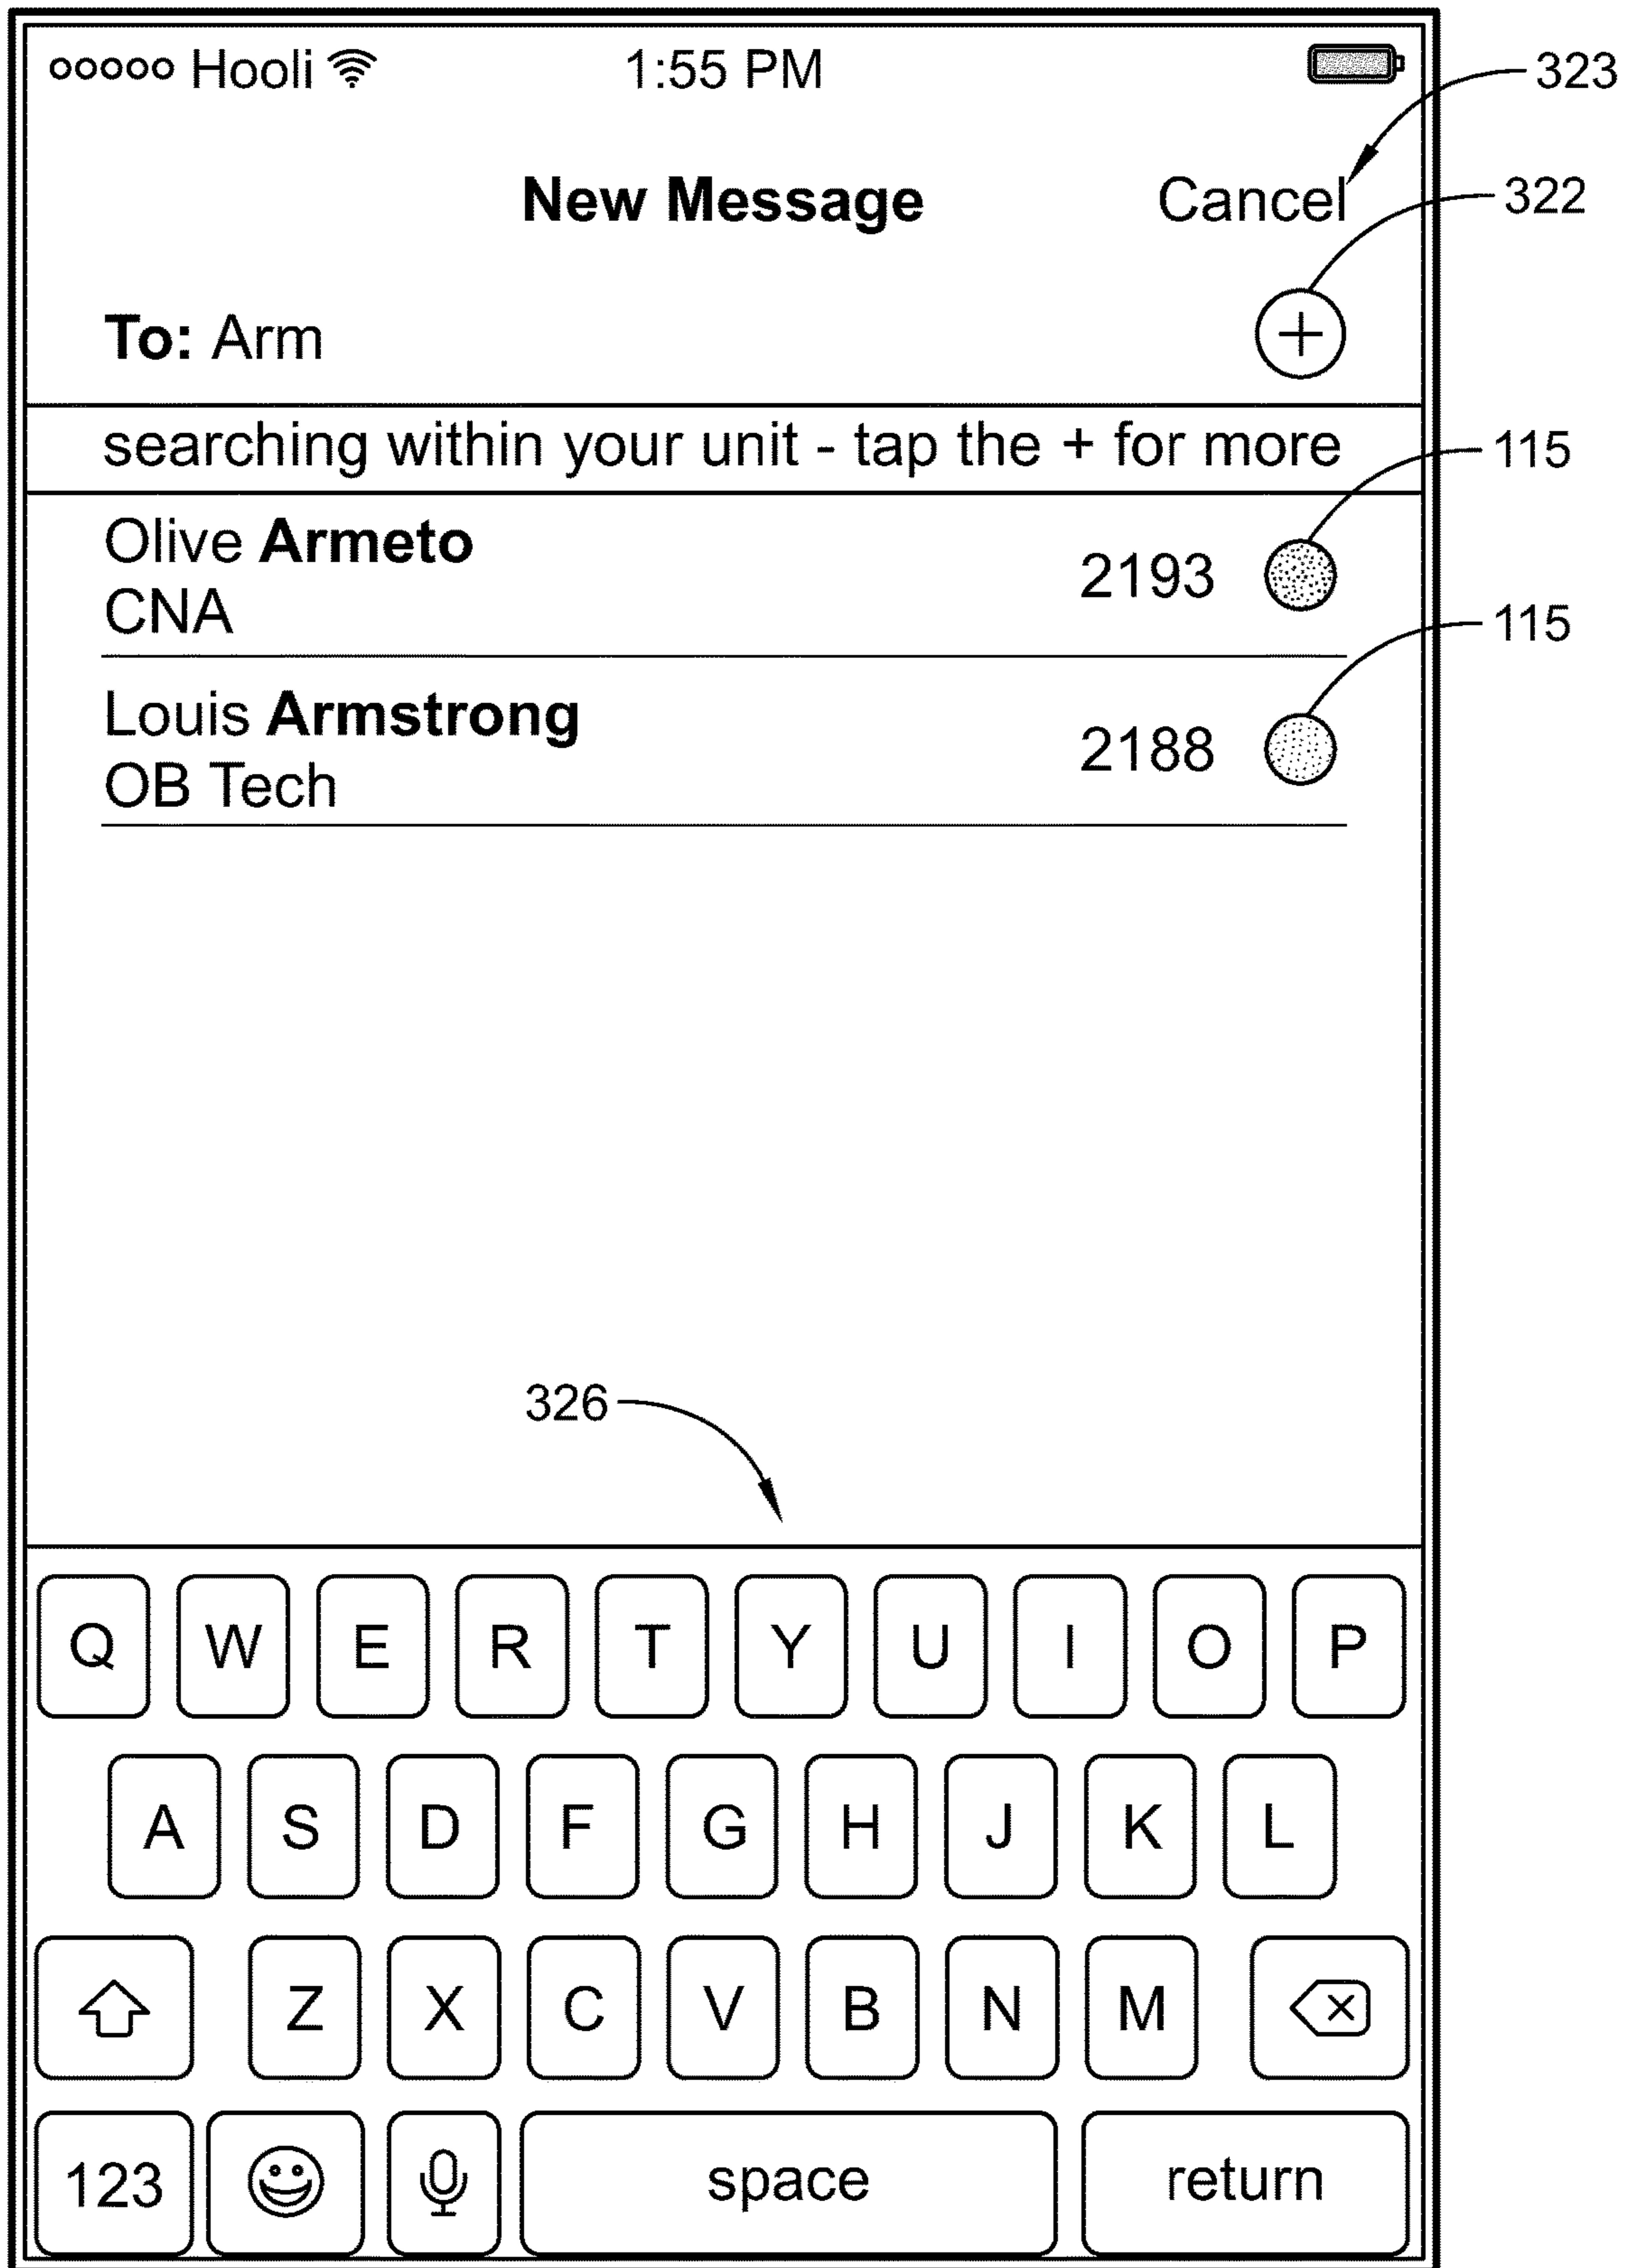 Hooli 1:55 PM
323
New Message Cancel
322
To: Arm +
searching within your unit - tap the + for more
115
Olive Armeto
2193
CNA
115
Louis Armstrong
2188
OB Tech
326
Q W E R T Y U I O P
A S D F G H J K L
Z X C V B N M
123 space return